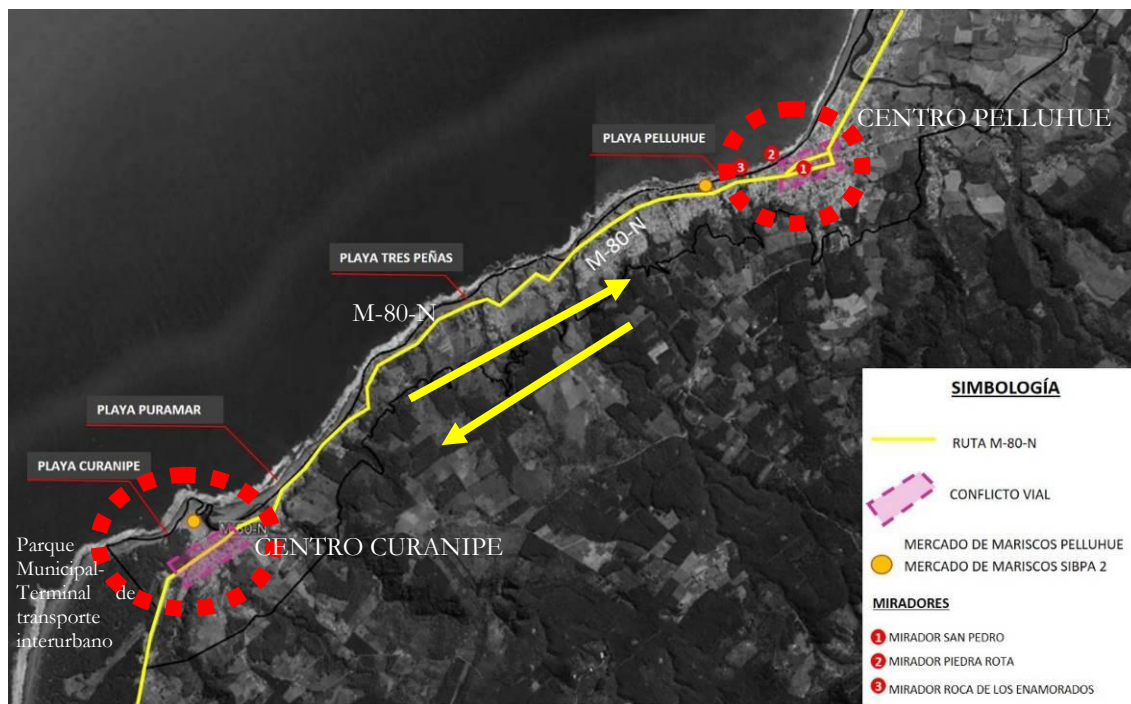 CENTRO PELLUHUE
PLAYA PELLUHUE
2
3
1
M-80-N
PLAYA TRES PEÑAS
M-80-N
PLAYA PURAMAR
PLAYA CURANIPE
M-80-N
CENTRO CURANIPE
Parque
Municipal-
Terminal de
transporte
interurbano
SIMBOLOGÍA
RUTA M-80-N
CONFLICTO VIAL
MERCADO DE MARISCOS PELLUHUE
MERCADO DE MARISCOS SIBPA 2
MIRADORES
1 MIRADOR SAN PEDRO
2 MIRADOR PIEDRA ROTA
3 MIRADOR ROCA DE LOS ENAMORADOS